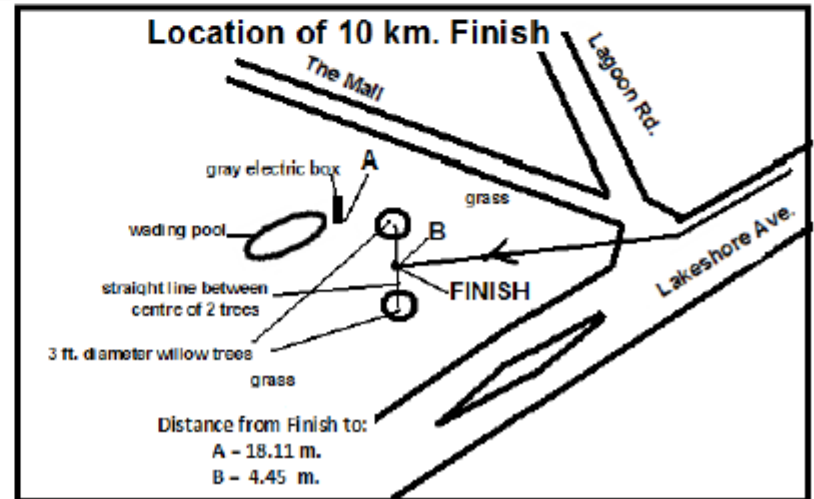 Location of 10 km. Finish
The Mall
Lagoon Rd.
gray electric box
A
grass
wading pool
B
Lakeshore Ave.
straight line between
centre of 2 trees
FINISH
3 ft. diameter willow trees
grass
Distance from Finish to:
A – 18.11 m.
B – 4.45 m.